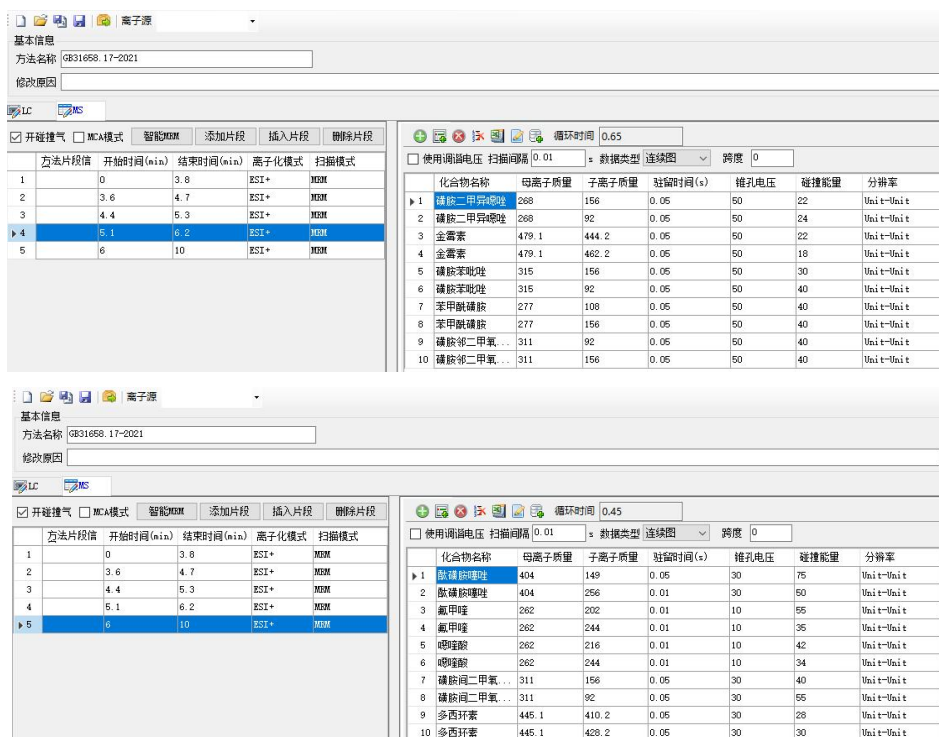 离子源
基本信息
方法名称 GB31658.17-2021
修改原因
LC MS
开碰撞气 MCA模式 智能MRM 添加片段 插入片段 删除片段 循环时间 0.65
使用调谐电压 扫描间隔 0.01 s 数据类型 连续图 跨度 0
方法片段信 开始时间(min) 结束时间(min) 离子化模式 扫描模式
1 0 3.8 ESI+ MRM
2 3.6 4.7 ESI+ MRM
3 4.4 5.3 ESI+ MRM
4 5.1 6.2 ESI+ MRM
5 6 10 ESI+ MRM
化合物名称 母离子质量 子离子质量 驻留时间(s) 锥孔电压 碰撞能量 分辨率
1 磺胺二甲异噁唑 268 156 0.05 50 22 Unit-Unit
2 磺胺二甲异噁唑 268 92 0.05 50 24 Unit-Unit
3 金霉素 479.1 444.2 0.05 50 22 Unit-Unit
4 金霉素 479.1 462.2 0.05 50 18 Unit-Unit
5 磺胺苯吡唑 315 156 0.05 50 30 Unit-Unit
6 磺胺苯吡唑 315 92 0.05 50 40 Unit-Unit
7 苯甲酰磺胺 277 108 0.05 50 40 Unit-Unit
8 苯甲酰磺胺 277 156 0.05 50 40 Unit-Unit
9 磺胺邻二甲氧... 311 92 0.05 50 40 Unit-Unit
10 磺胺邻二甲氧... 311 156 0.05 50 40 Unit-Unit
离子源
基本信息
方法名称 GB31658.17-2021
修改原因
LC MS
开碰撞气 MCA模式 智能MRM 添加片段 插入片段 删除片段 循环时间 0.45
使用调谐电压 扫描间隔 0.01 s 数据类型 连续图 跨度 0
方法片段信 开始时间(min) 结束时间(min) 离子化模式 扫描模式
1 0 3.8 ESI+ MRM
2 3.6 4.7 ESI+ MRM
3 4.4 5.3 ESI+ MRM
4 5.1 6.2 ESI+ MRM
5 6 10 ESI+ MRM
化合物名称 母离子质量 子离子质量 驻留时间(s) 锥孔电压 碰撞能量 分辨率
1 酞磺胺噻唑 404 149 0.05 30 75 Unit-Unit
2 酞磺胺噻唑 404 256 0.01 30 50 Unit-Unit
3 氟甲喹 262 202 0.01 10 55 Unit-Unit
4 氟甲喹 262 244 0.01 10 35 Unit-Unit
5 噁喹酸 262 216 0.01 10 42 Unit-Unit
6 噁喹酸 262 244 0.01 10 34 Unit-Unit
7 磺胺间二甲氧... 311 156 0.05 30 40 Unit-Unit
8 磺胺间二甲氧... 311 92 0.05 30 55 Unit-Unit
9 多西环素 445.1 410.2 0.05 30 28 Unit-Unit
10 多西环素 445.1 428.2 0.05 30 30 Unit-Unit